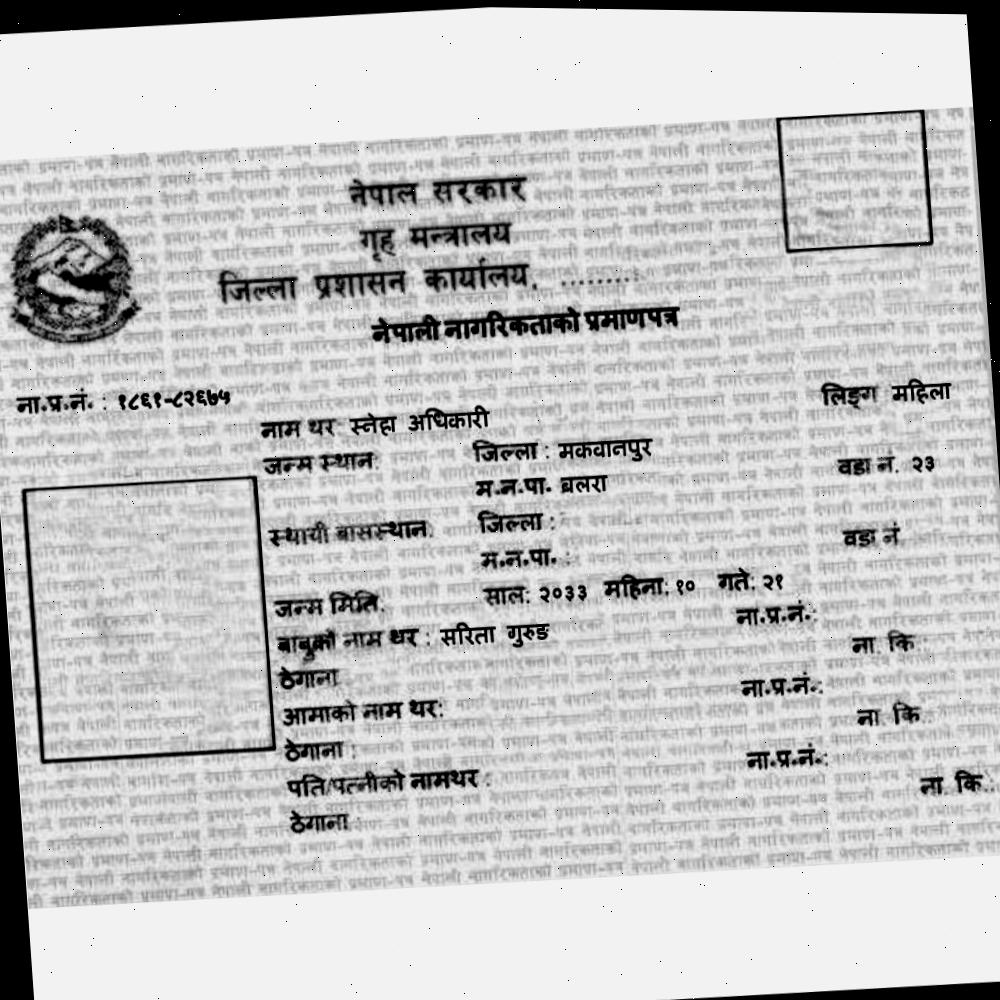 नेपाल सरकार
गृह मन्त्रालय
जिल्ला प्रशासन कार्यालय, .........
नेपाली नागरिकताको प्रमाणपत्र
ना.प्र.नं. : १८६१-८२६७५ लिङ्ग महिला
नाम थर: स्नेहा अधिकारी
जन्म स्थान: जिल्ला : मकवानपुर वडा नं. २३
म.न.पा. ब्रलरा
स्थायी बासस्थान: जिल्ला : वडा नं.
म.न.पा. :
जन्म मिति: साल: २०३३ महिना: १० गते: २१
बाबुको नाम थर : सरिता गुरुङ ना.प्र.नं.:
ठेगाना ना. कि.:
आमाको नाम थर: ना.प्र.नं.:
ठेगाना : ना. कि.:
पति/पत्नीको नामथर : ना.प्र.नं.:
ठेगाना : ना. कि.: